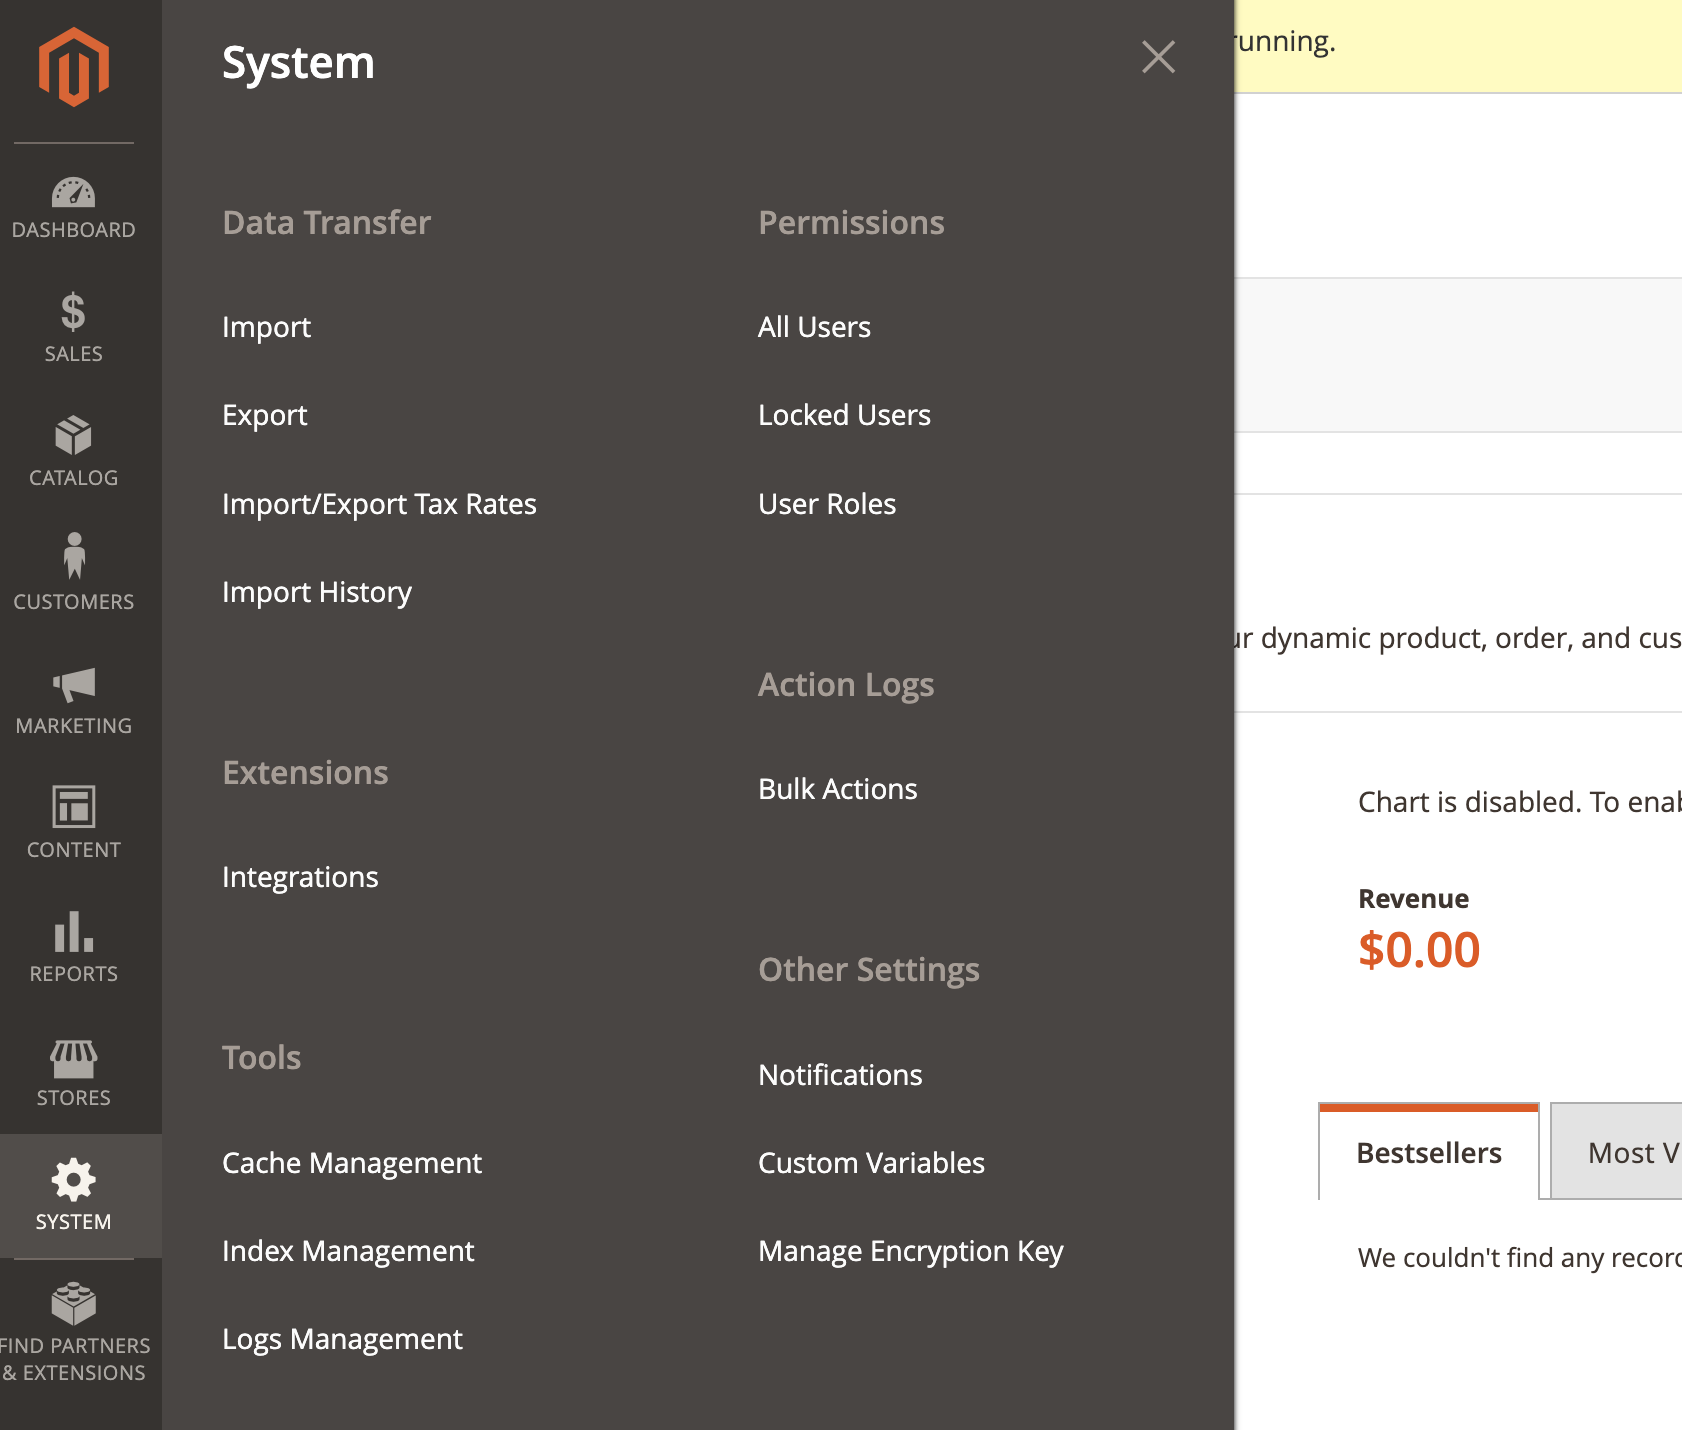 DASHBOARD
SALES
CATALOG
CUSTOMERS
MARKETING
CONTENT
REPORTS
STORES
SYSTEM
FIND PARTNERS
& EXTENSIONS
System
Data Transfer
Import
Export
Import/Export Tax Rates
Import History
Extensions
Integrations
Tools
Cache Management
Index Management
Logs Management
Permissions
All Users
Locked Users
User Roles
Action Logs
Bulk Actions
Other Settings
Notifications
Custom Variables
Manage Encryption Key
running.
ur dynamic product, order, and cus
Chart is disabled. To enab
Revenue
$0.00
Bestsellers
Most V
We couldn't find any record